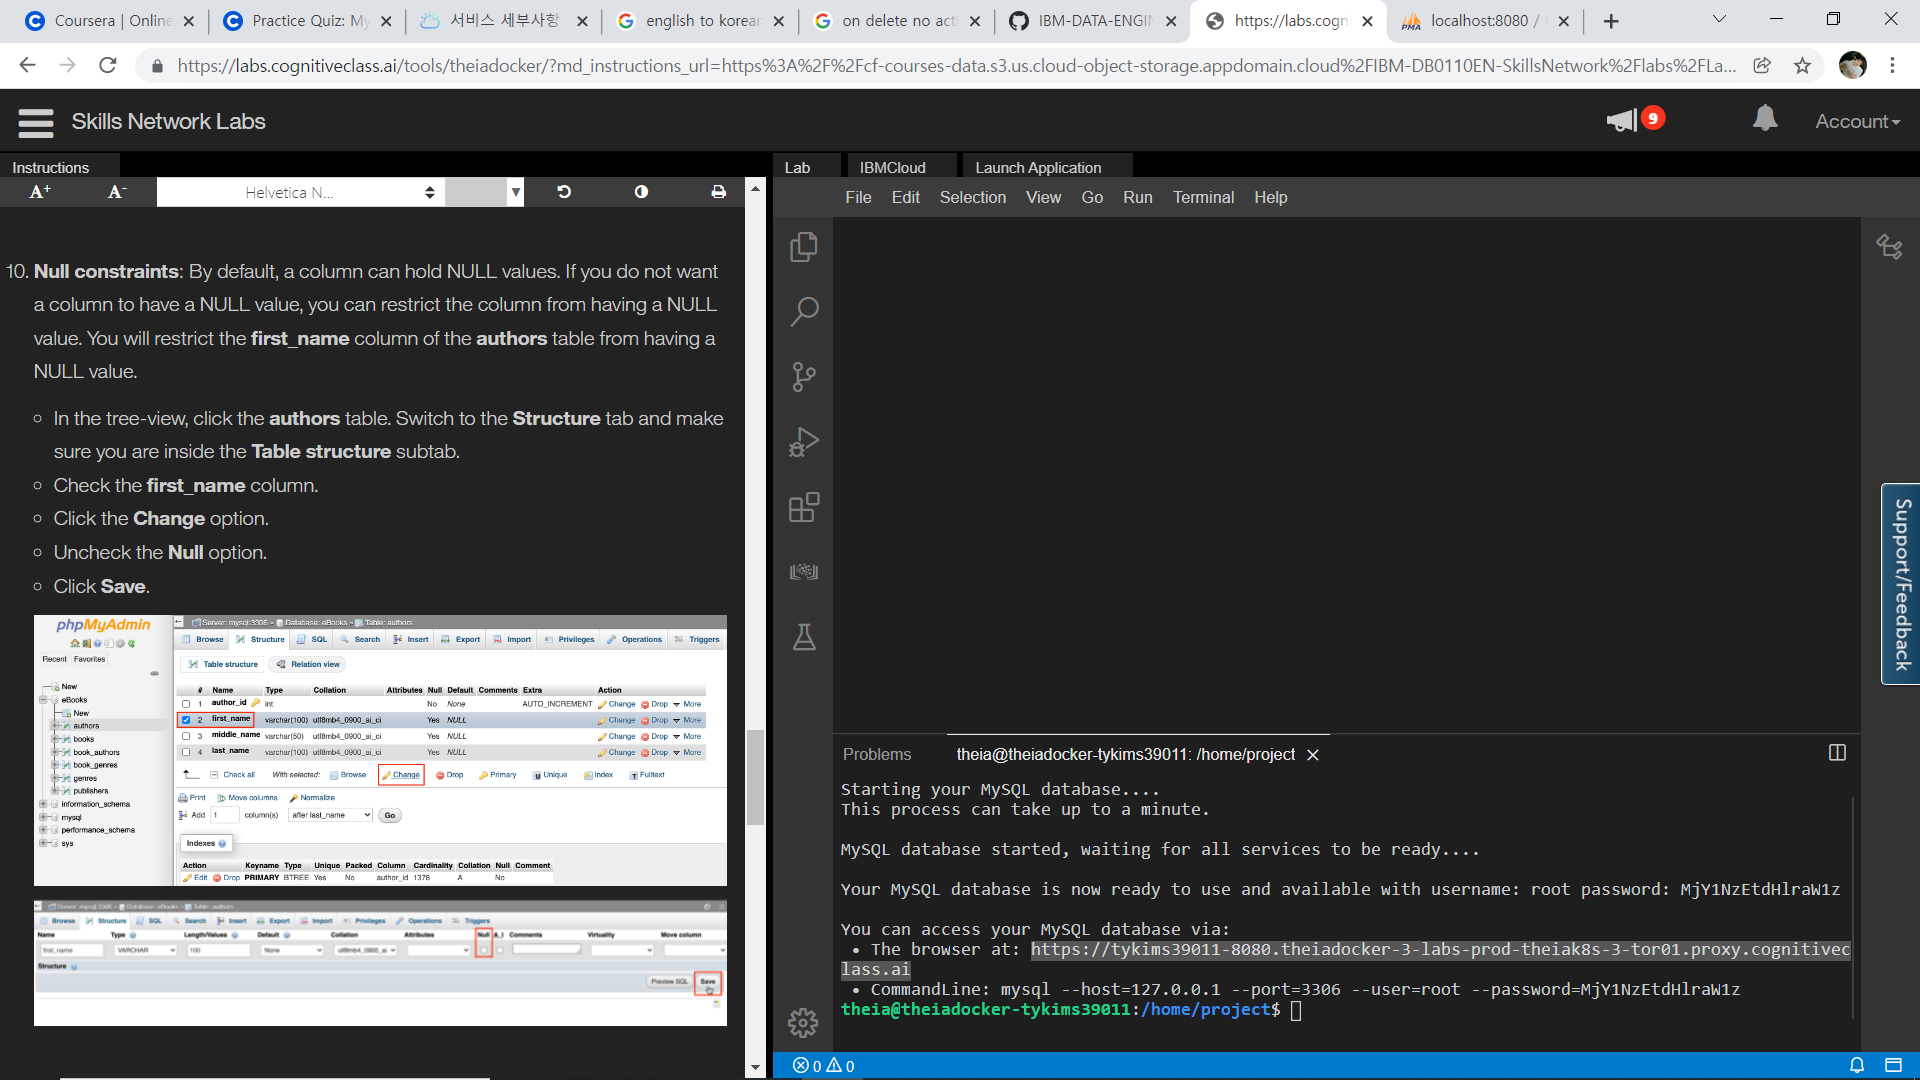 Coursera | Online
Practice Quiz: My
서비스 세부사항
english to korean
on delete no acti
IBM-DATA-ENGIN
https://labs.cogni
localhost:8080 /
https://labs.cognitiveclass.ai/tools/theiadocker/?md_instructions_url=https%3A%2F%2Fcf-courses-data.s3.us.cloud-object-storage.appdomain.cloud%2FIBM-DB0110EN-SkillsNetwork%2Flabs%2FLa...
Skills Network Labs
9
Account
Instructions
Lab
IBMCloud
Launch Application
A+
A-
Helvetica N...
File Edit Selection View Go Run Terminal Help
10. Null constraints: By default, a column can hold NULL values. If you do not want
a column to have a NULL value, you can restrict the column from having a NULL
value. You will restrict the first_name column of the authors table from having a
NULL value.
In the tree-view, click the authors table. Switch to the Structure tab and make
sure you are inside the Table structure subtab.
Check the first_name column.
Click the Change option.
Uncheck the Null option.
Click Save.
phpMyAdmin
Recent Favorites
New
eBooks
New
authors
books
book_authors
book_genres
genres
publishers
information_schema
mysql
performance_schema
sys
Server: mysql:3306 » Database: eBooks » Table: authors
Browse Structure SQL Search Insert Export Import Privileges Operations Triggers
Table structure Relation view
# Name Type Collation Attributes Null Default Comments Extra Action
1 author_id int No None AUTO_INCREMENT Change Drop More
2 first_name varchar(100) utf8mb4_0900_ai_ci Yes NULL Change Drop More
3 middle_name varchar(50) utf8mb4_0900_ai_ci Yes NULL Change Drop More
4 last_name varchar(100) utf8mb4_0900_ai_ci Yes NULL Change Drop More
Check all With selected: Browse Change Drop Primary Unique Index Fulltext
Print Move columns Normalize
Add 1 column(s) after last_name Go
Indexes
Action Keyname Type Unique Packed Column Cardinality Collation Null Comment
Edit Drop PRIMARY BTREE Yes No author_id 1378 A No
Server: mysql:3306 » Database: eBooks » Table: authors
Browse Structure SQL Search Insert Export Import Privileges Operations Triggers
Name Type Length/Values Default Collation Attributes Null A_I Comments Virtuality Move column
first_name VARCHAR 100 None utf8mb4_0900_ai
Structure
Preview SQL Save
Support/Feedback
Problems
theia@theiadocker-tykims39011: /home/project
Starting your MySQL database....
This process can take up to a minute.
MySQL database started, waiting for all services to be ready....
Your MySQL database is now ready to use and available with username: root password: MjY1NzEtdHlraW1z
You can access your MySQL database via:
• The browser at: https://tykims39011-8080.theiadocker-3-labs-prod-theiak8s-3-tor01.proxy.cognitivec
lass.ai
• CommandLine: mysql --host=127.0.0.1 --port=3306 --user=root --password=MjY1NzEtdHlraW1z
theia@theiadocker-tykims39011:/home/project$
0 0